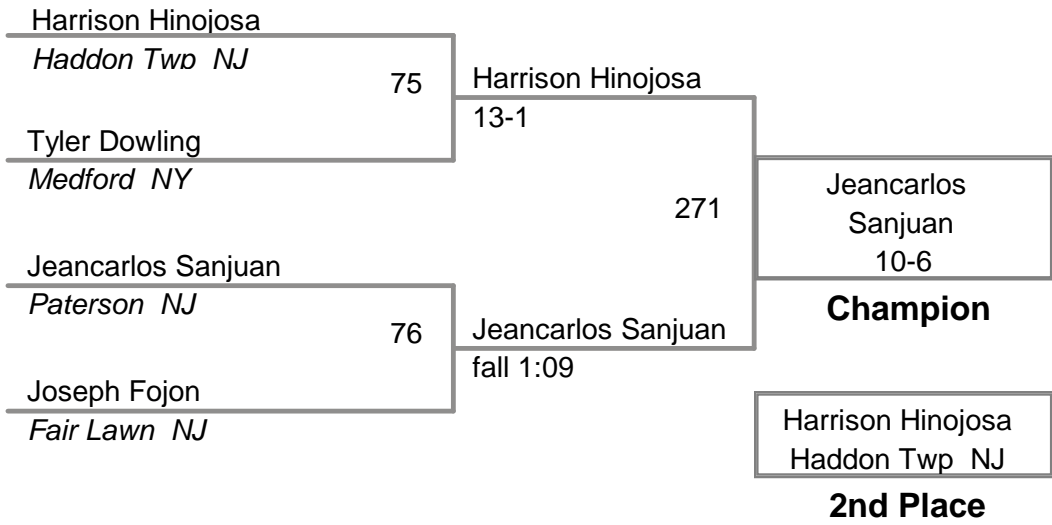 Harrison Hinojosa
Haddon Twp NJ
75
Tyler Dowling
Medford NY
Harrison Hinojosa
13-1
Jeancarlos Sanjuan
Paterson NJ
76
Joseph Fojon
Fair Lawn NJ
Jeancarlos Sanjuan
fall 1:09
271
Jeancarlos
Sanjuan
10-6
Champion
Harrison Hinojosa
Haddon Twp NJ
2nd Place